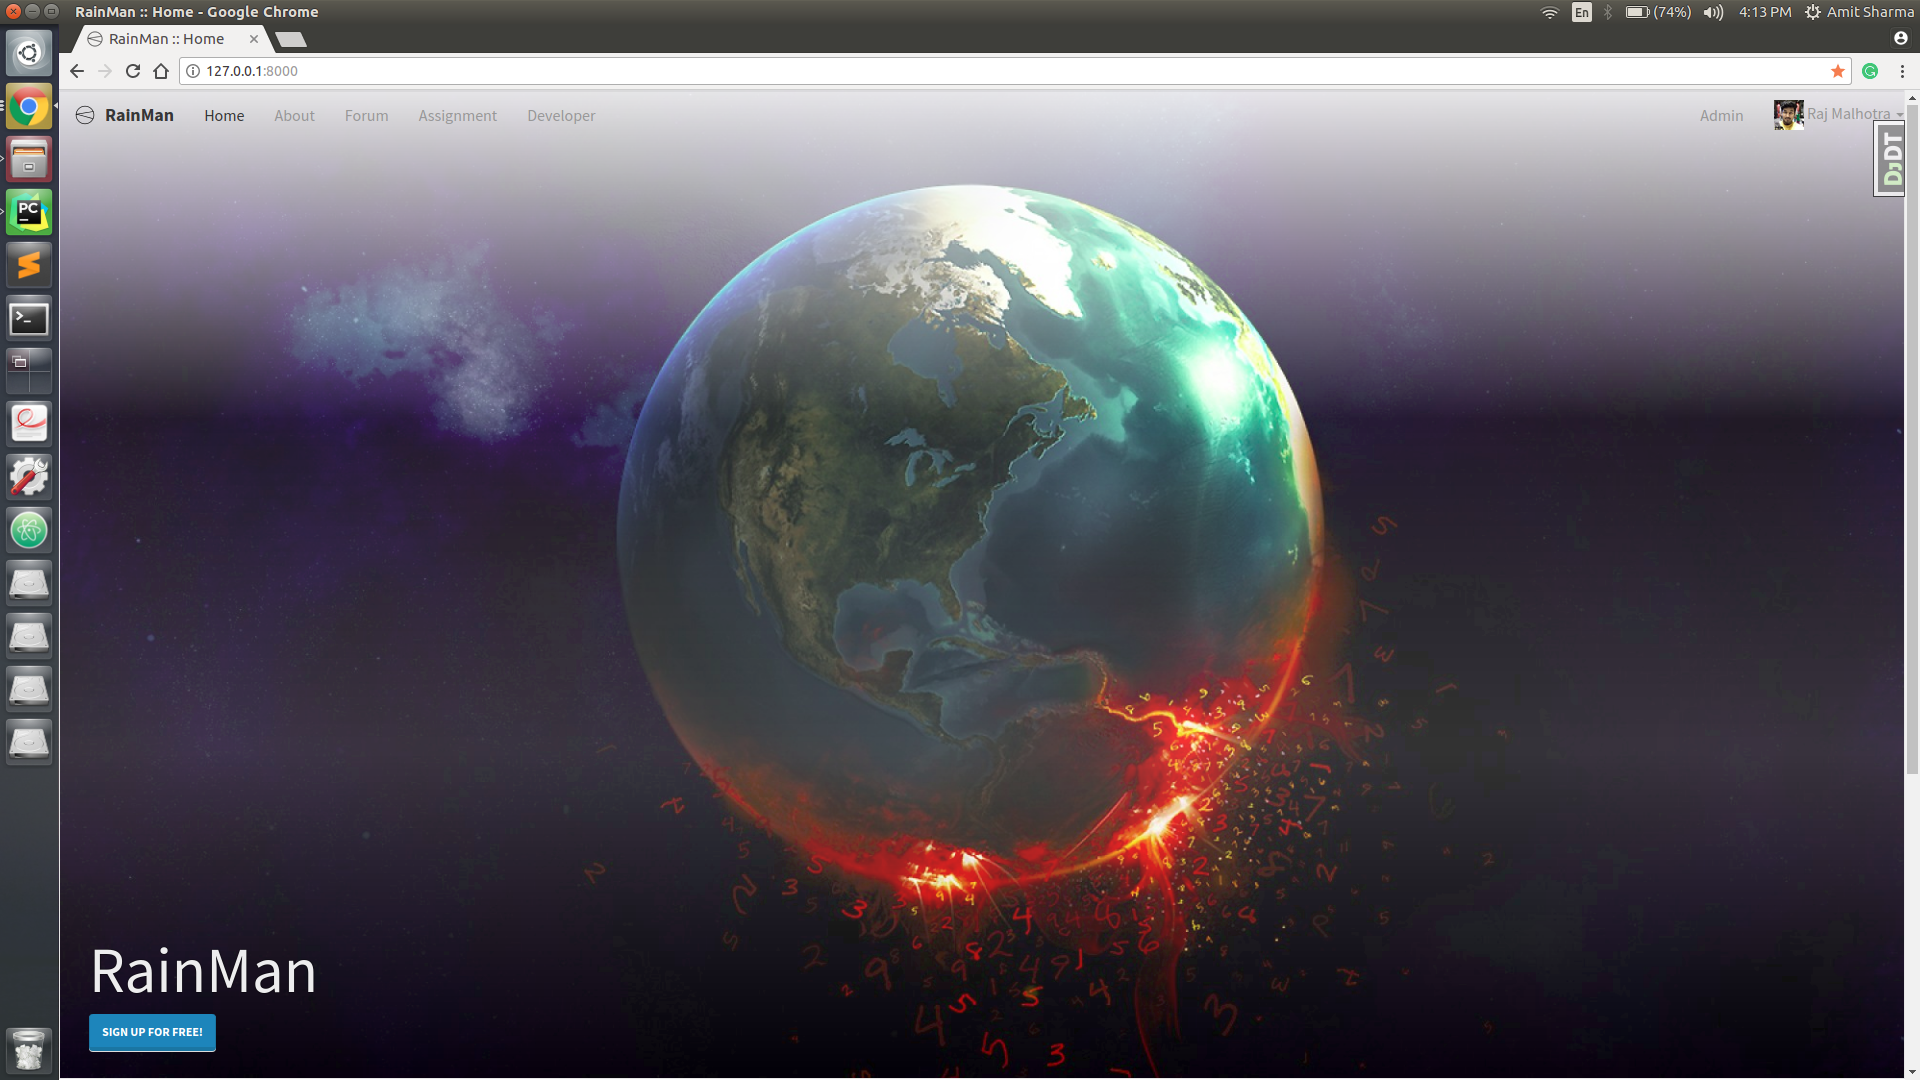 RainMan :: Home - Google Chrome
En
(74%)
4:13 PM
Amit Sharma
RainMan :: Home
127.0.0.1:8000
RainMan
Home
About
Forum
Assignment
Developer
Admin
Raj Malhotra
DJDT
PC
RainMan
SIGN UP FOR FREE!